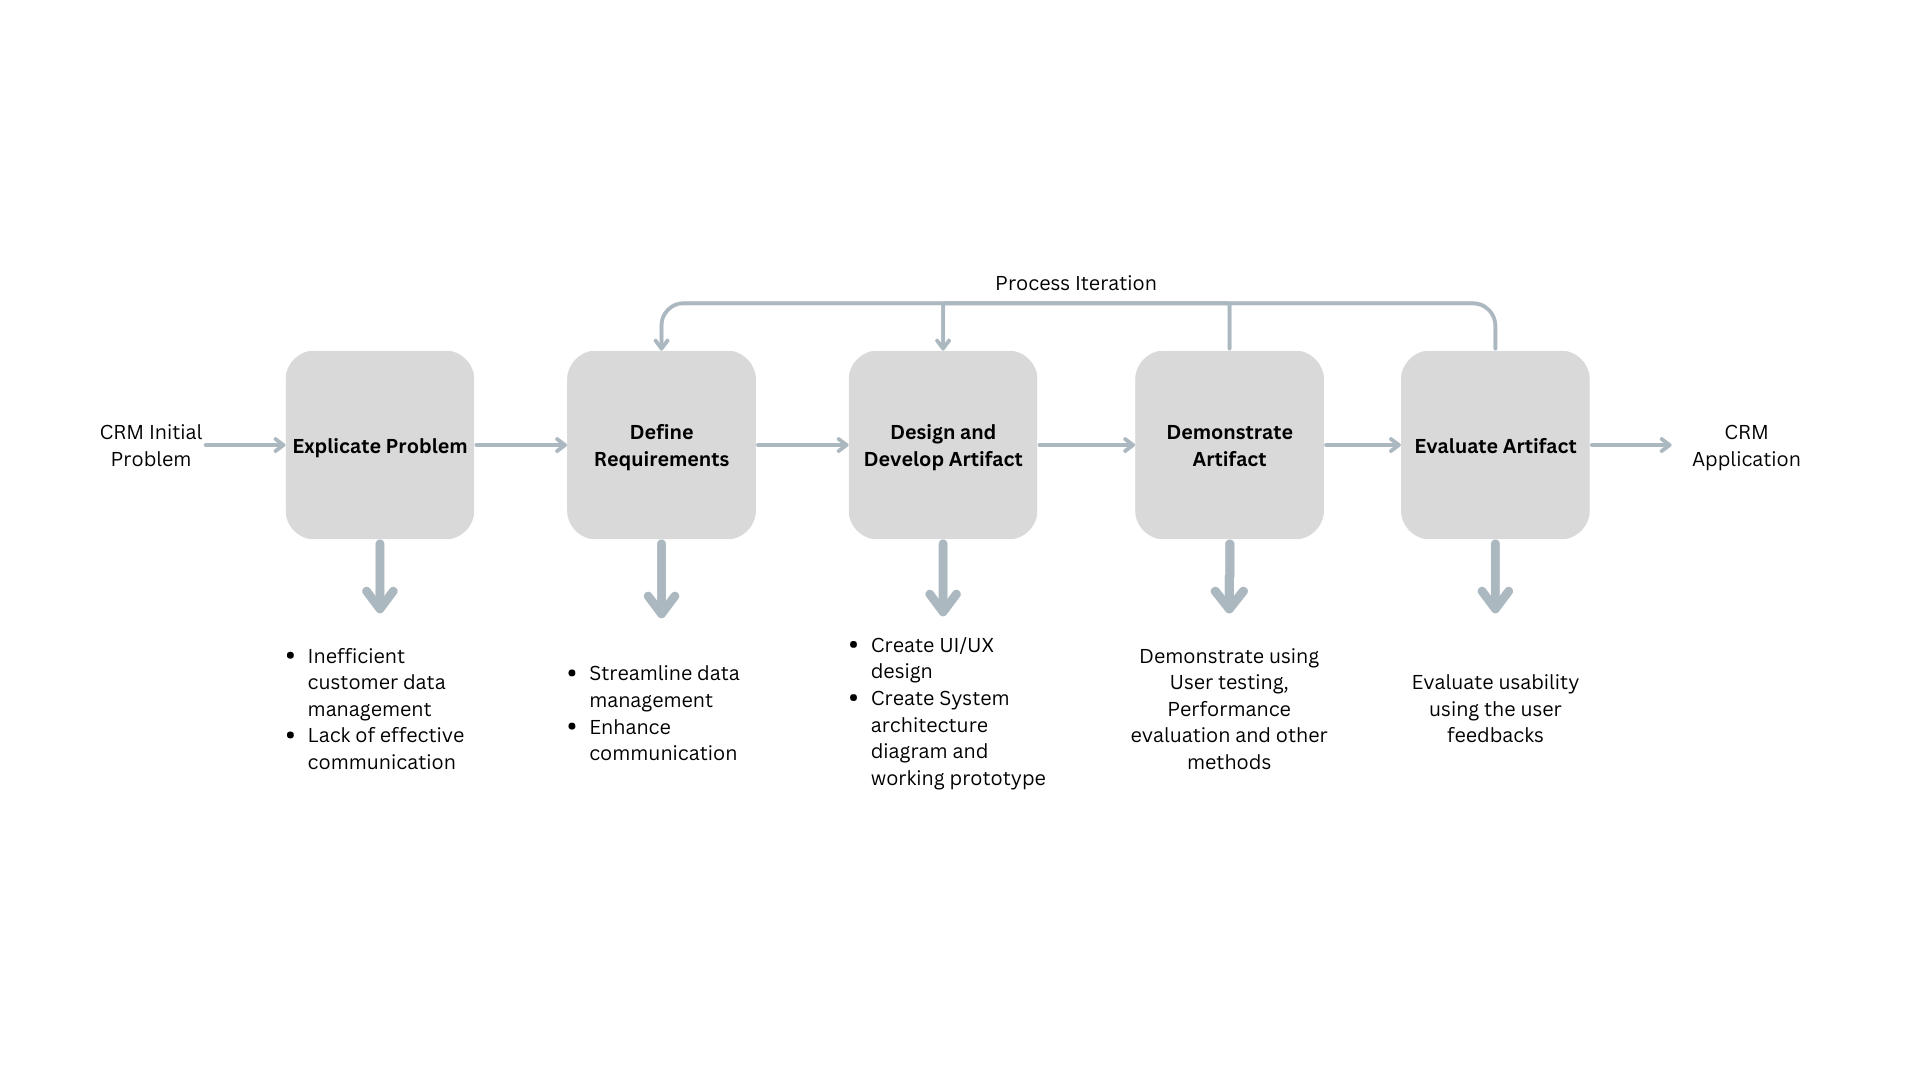 Process Iteration
CRM Initial
Problem
Explicate Problem
Define
Requirements
Design and
Develop Artifact
Demonstrate
Artifact
Evaluate Artifact
CRM
Application
• Inefficient
customer data
management
• Lack of effective
communication
• Streamline data
management
• Enhance
communication
• Create UI/UX
design
• Create System
architecture
diagram and
working prototype
Demonstrate using
User testing,
Performance
evaluation and other
methods
Evaluate usability
using the user
feedbacks